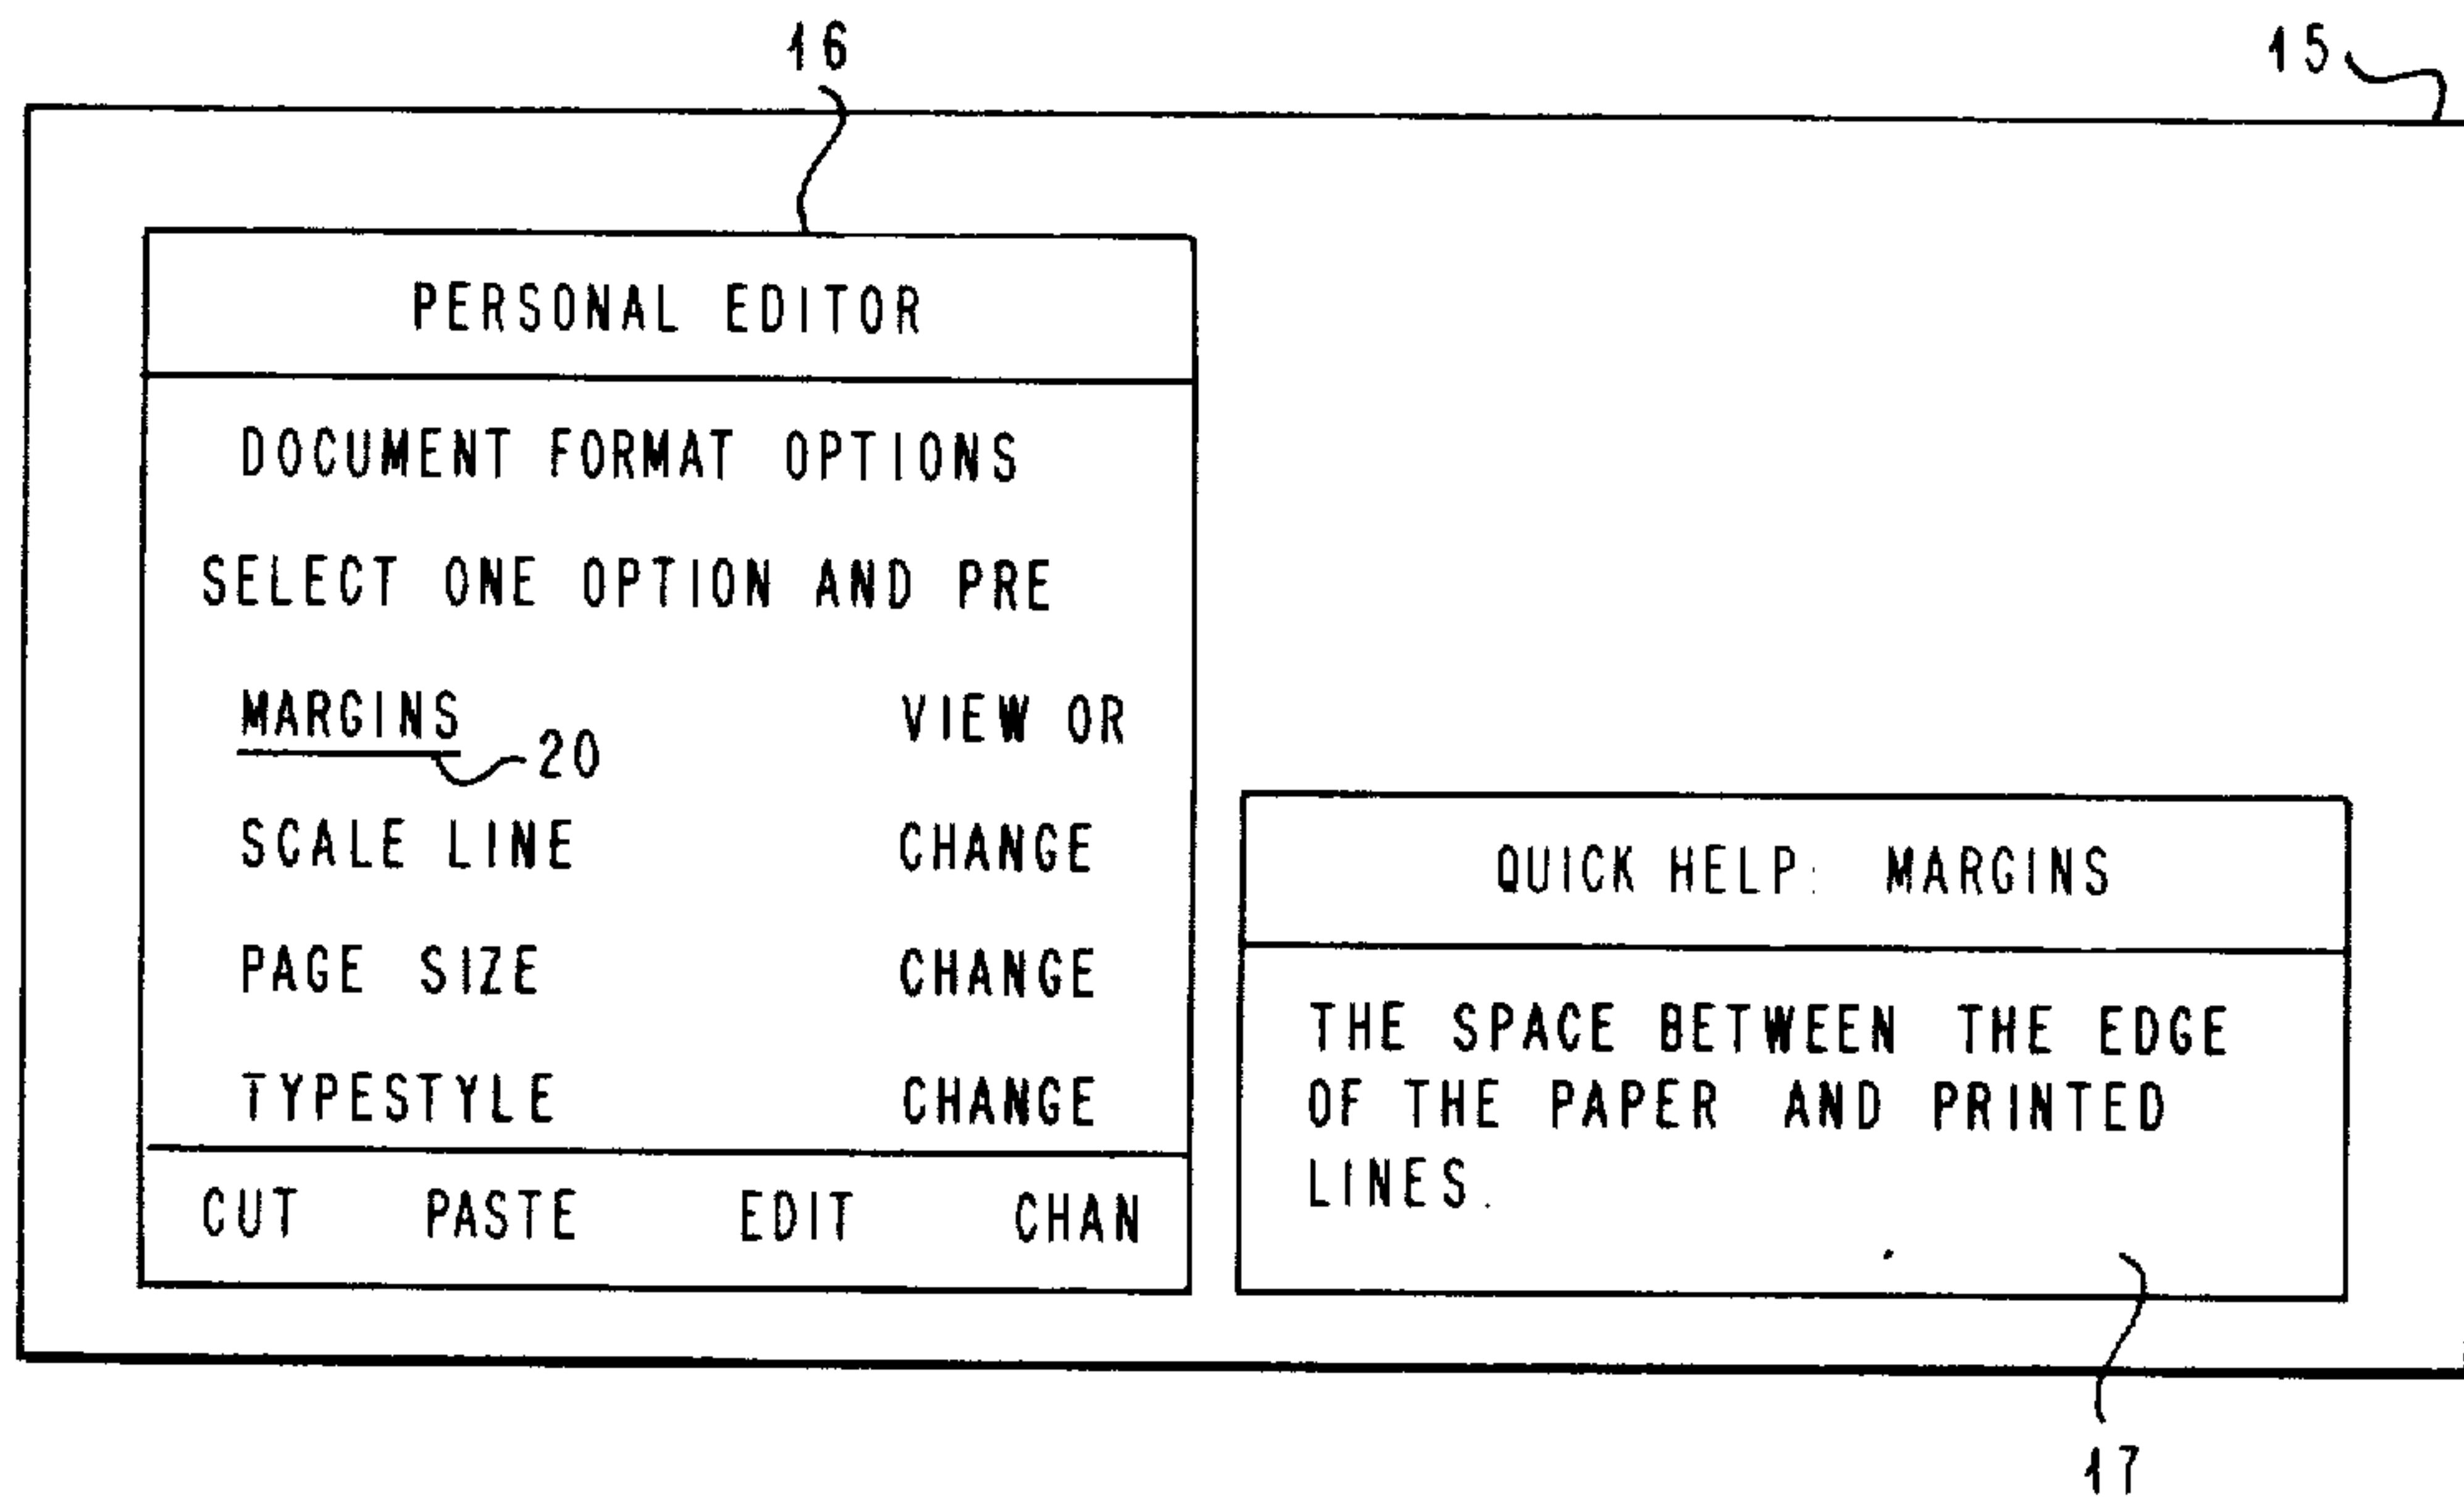 16
15
PERSONAL EDITOR
DOCUMENT FORMAT OPTIONS
SELECT ONE OPTION AND PRE
MARGINS VIEW OR
20
SCALE LINE CHANGE
PAGE SIZE CHANGE
TYPESTYLE CHANGE
CUT PASTE EDIT CHAN
QUICK HELP: MARGINS
THE SPACE BETWEEN THE EDGE
OF THE PAPER AND PRINTED
LINES.
17